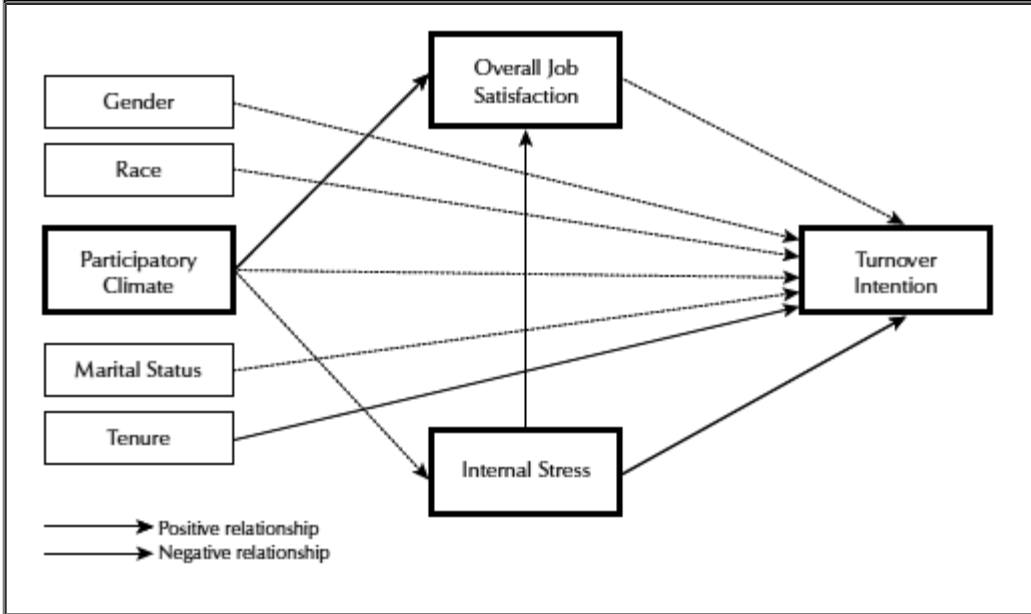 Overall Job
Satisfaction
Gender
Race
Participatory
Climate
Turnover
Intention
Marital Status
Tenure
Internal Stress
Positive relationship
Negative relationship